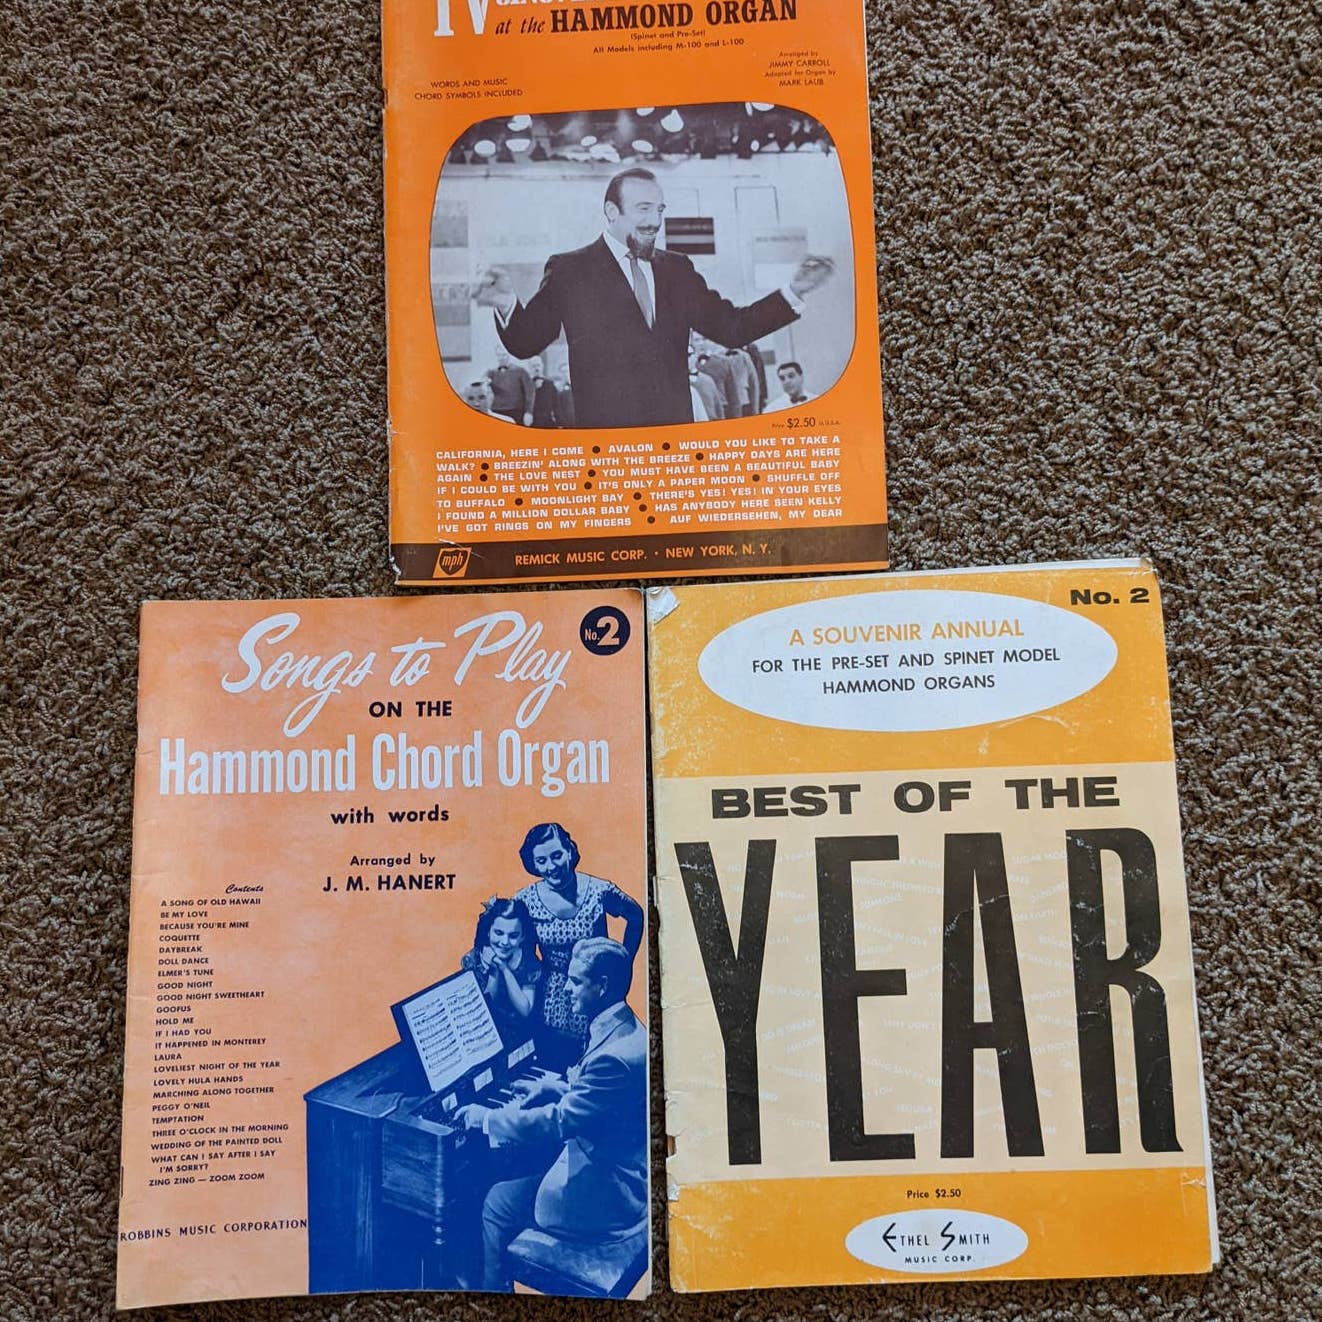 TV
at the HAMMOND ORGAN
(Spinet and Pre-Set)
All Models including M-100 and L-100
WORDS AND MUSIC
CHORD SYMBOLS INCLUDED
Arranged by
JIMMY CARROLL
Adapted for Organ by
MARK LAUB
Price $2.50 in U.S.A.
CALIFORNIA, HERE I COME ● AVALON ● WOULD YOU LIKE TO TAKE A
WALK? ● BREEZIN' ALONG WITH THE BREEZE ● HAPPY DAYS ARE HERE
AGAIN ● THE LOVE NEST ● YOU MUST HAVE BEEN A BEAUTIFUL BABY
IF I COULD BE WITH YOU ● IT'S ONLY A PAPER MOON ● SHUFFLE OFF
TO BUFFALO ● MOONLIGHT BAY ● THERE'S YES! YES! IN YOUR EYES
I FOUND A MILLION DOLLAR BABY ● HAS ANYBODY HERE SEEN KELLY
I'VE GOT RINGS ON MY FINGERS ● AUF WIEDERSEHEN, MY DEAR
mph
REMICK MUSIC CORP. · NEW YORK, N. Y.
Songs to Play
No. 2
ON THE
Hammond Chord Organ
with words
Arranged by
J. M. HANERT
Contents
A SONG OF OLD HAWAII
BE MY LOVE
BECAUSE YOU'RE MINE
COQUETTE
DAYBREAK
DOLL DANCE
ELMER'S TUNE
GOOD NIGHT
GOOD NIGHT SWEETHEART
GOOFUS
HOLD ME
IF I HAD YOU
IT HAPPENED IN MONTEREY
LAURA
LOVELIEST NIGHT OF THE YEAR
LOVELY HULA HANDS
MARCHING ALONG TOGETHER
PEGGY O'NEIL
TEMPTATION
THREE O'CLOCK IN THE MORNING
WEDDING OF THE PAINTED DOLL
WHAT CAN I SAY AFTER I SAY
I'M SORRY?
ZING ZING — ZOOM ZOOM
ROBBINS MUSIC CORPORATION
No. 2
A SOUVENIR ANNUAL
FOR THE PRE-SET AND SPINET MODEL
HAMMOND ORGANS
BEST OF THE
YEAR
Price $2.50
ETHEL SMITH
MUSIC CORP.